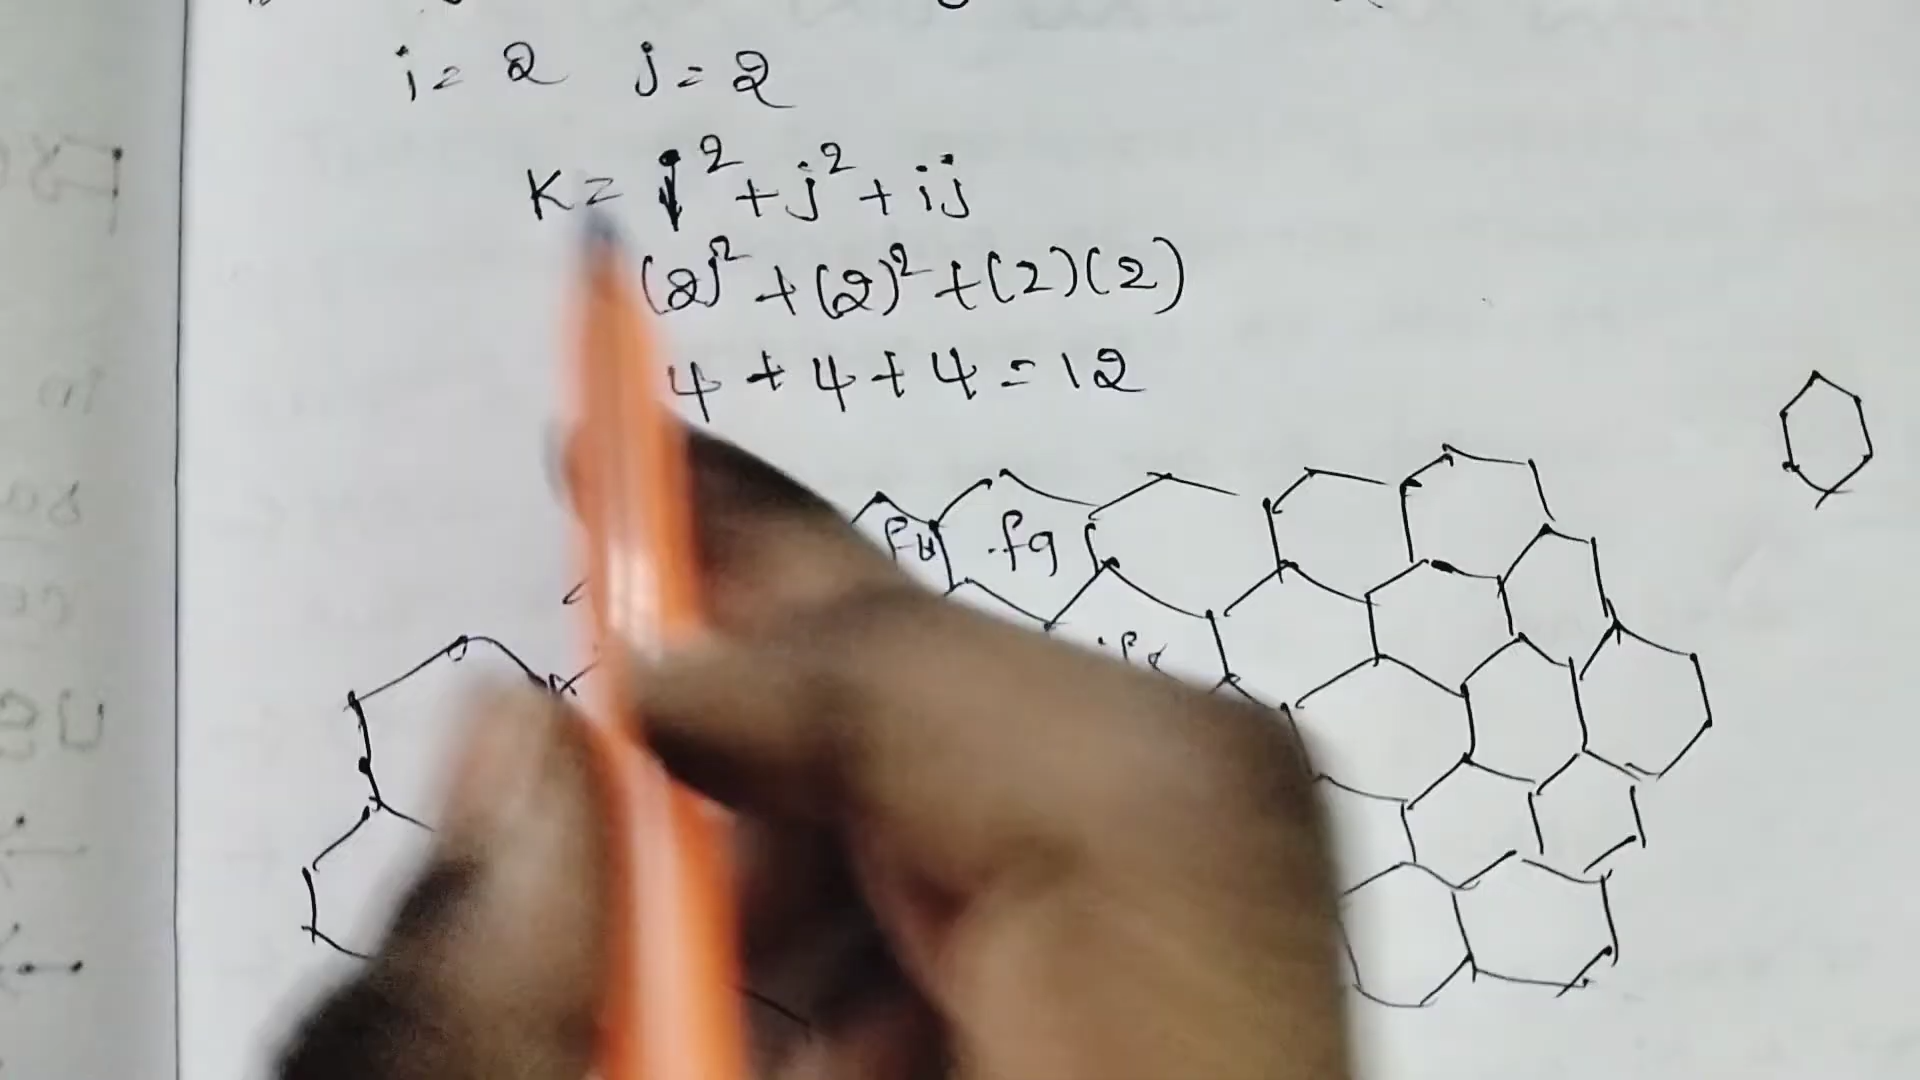 i = 2 j = 2
K = i² + j² + ij
(2)² + (2)² + (2)(2)
4 + 4 + 4 = 12
f9